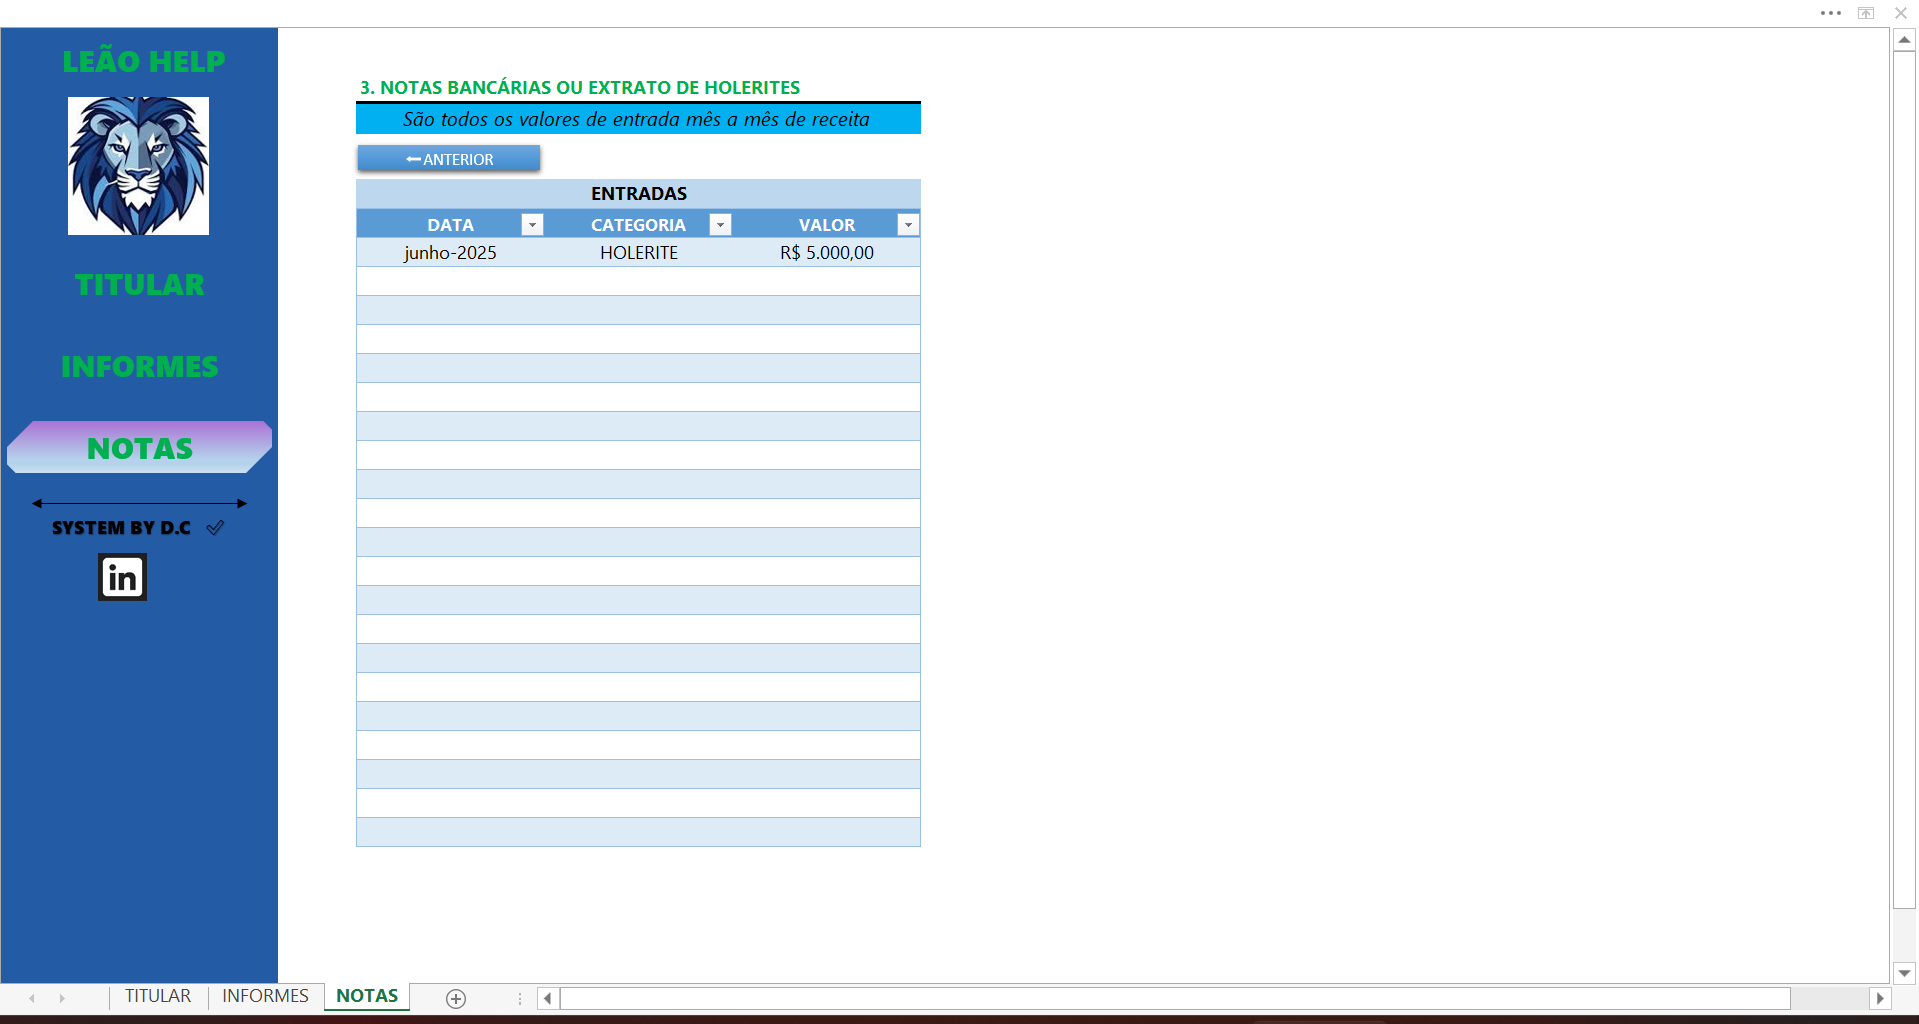 LEÃO HELP
TITULAR
INFORMES
NOTAS
SYSTEM BY D.C
in
3. NOTAS BANCÁRIAS OU EXTRATO DE HOLERITES
São todos os valores de entrada mês a mês de receita
ANTERIOR
ENTRADAS
DATA CATEGORIA VALOR
junho-2025 HOLERITE R$ 5.000,00
TITULAR INFORMES NOTAS